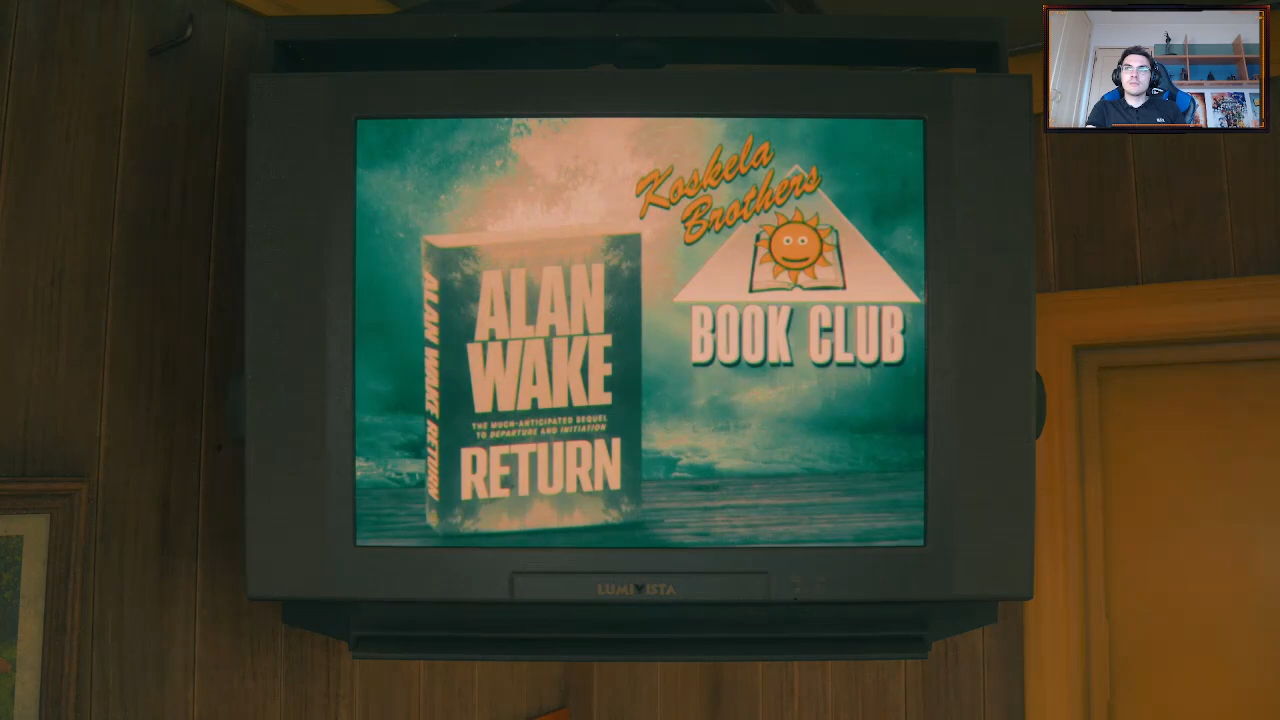 Koskela
Brothers
BOOK CLUB
ALAN WAKE RETURN
ALAN
WAKE
THE MUCH-ANTICIPATED SEQUEL
TO DEPARTURE AND INITIATION
RETURN
LUMIVISTA